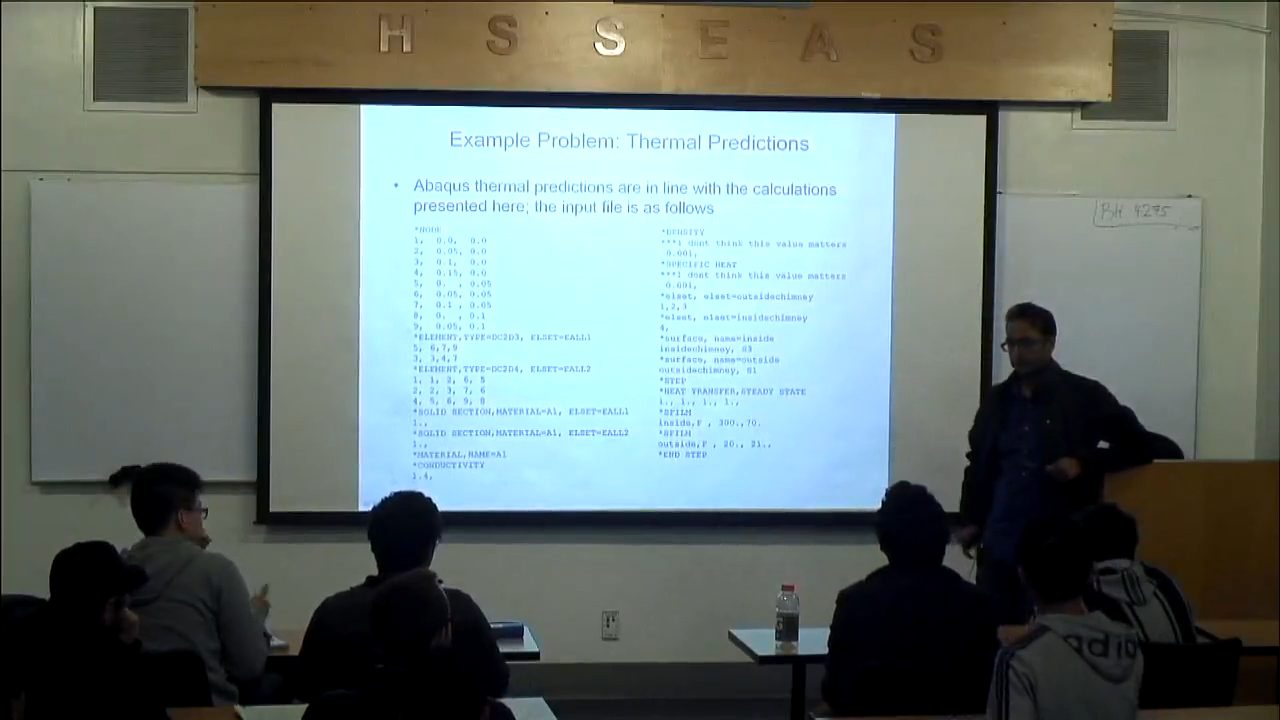 H S S E A S
Example Problem: Thermal Predictions
• Abaqus thermal predictions are in line with the calculations
presented here; the input file is as follows
*NODE
1, 0.0, 0.0
2, 0.05, 0.0
3, 0.1, 0.0
4, 0.15, 0.0
5, 0. , 0.05
6, 0.05, 0.05
7, 0.1 , 0.05
8, 0. , 0.1
9, 0.05, 0.1
*ELEMENT,TYPE=DC2D3, ELSET=EALL1
5, 6,7,9
3, 3,4,7
*ELEMENT,TYPE=DC2D4, ELSET=EALL2
1, 1, 2, 6, 5
2, 2, 3, 7, 6
4, 5, 6, 9, 8
*SOLID SECTION,MATERIAL=A1, ELSET=EALL1
1.,
*SOLID SECTION,MATERIAL=A1, ELSET=EALL2
1.,
*MATERIAL,NAME=A1
*CONDUCTIVITY
1.4,
*DENSITY
***i dont think this value matters
0.001,
*SPECIFIC HEAT
***I dont think this value matters
0.001,
*elset, elset=outsidechimney
1,2,3
*elset, elset=insidechimney
4,
*surface, name=inside
insidechimney, S3
*surface, name=outside
outsidechimney, S1
*STEP
*HEAT TRANSFER,STEADY STATE
1., 1., 1., 1.,
*SFILM
inside,F , 300.,70.
*SFILM
outside,F , 20., 21.,
*END STEP
BH 4275
adi